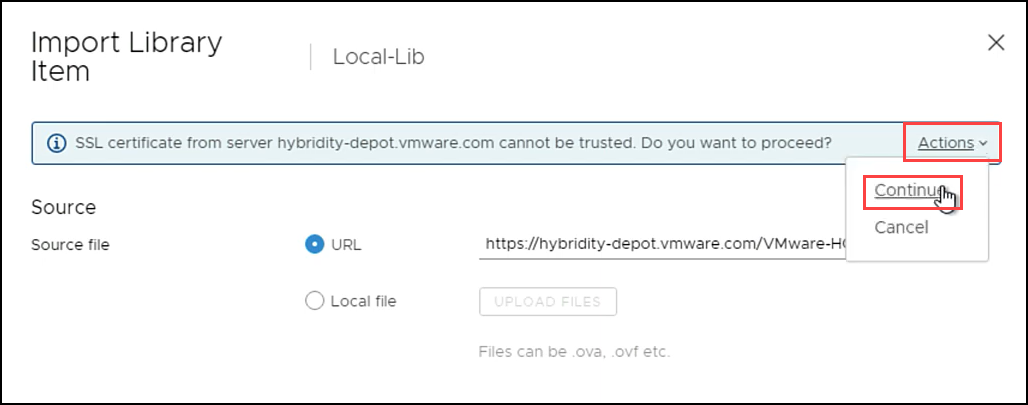 Import Library
Item
Local-Lib
SSL certificate from server hybridity-depot.vmware.com cannot be trusted. Do you want to proceed?
Actions
Continue
Cancel
Source
Source file
URL
https://hybridity-depot.vmware.com/VMware-HC
Local file
UPLOAD FILES
Files can be .ova, .ovf etc.